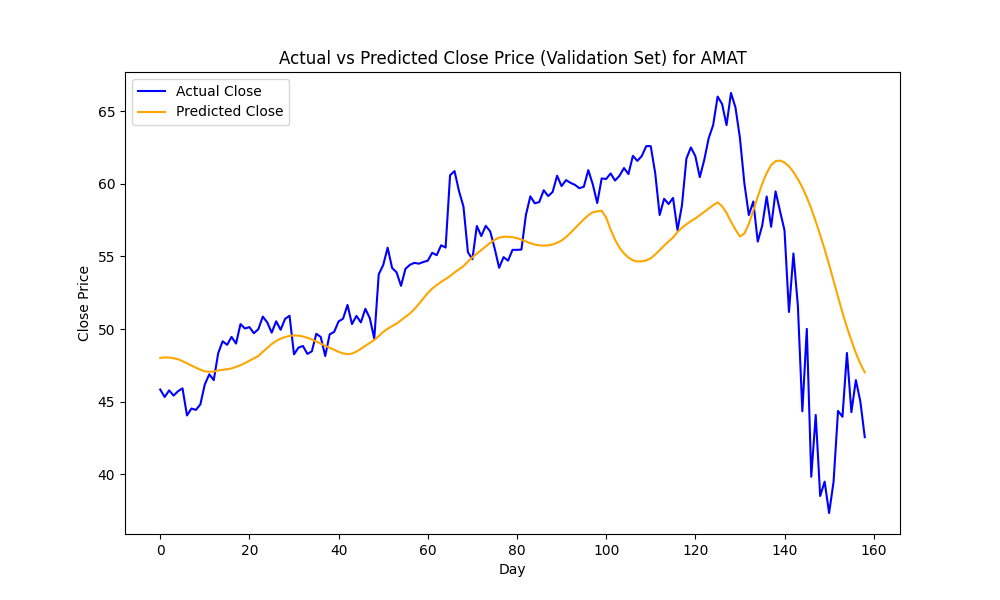 Actual vs Predicted Close Price (Validation Set) for AMAT
Actual Close
Predicted Close
Close Price
65
60
55
50
45
40
0 20 40 60 80 100 120 140 160
Day